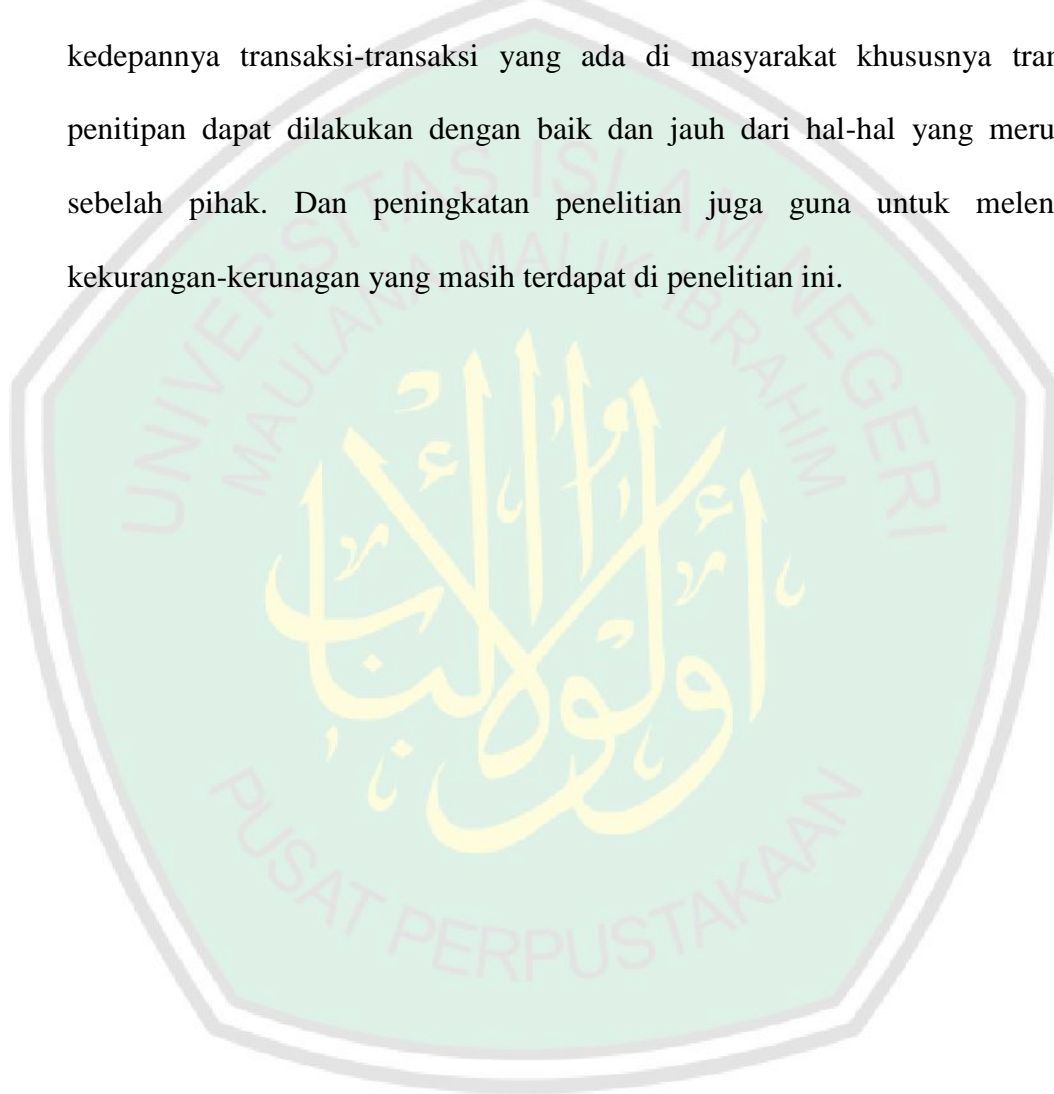 kedepannya transaksi-transaksi yang ada di masyarakat khususnya tran
penitipan dapat dilakukan dengan baik dan jauh dari hal-hal yang meru
sebelah pihak. Dan peningkatan penelitian juga guna untuk melen
kekurangan-kerunagan yang masih terdapat di penelitian ini.
UNIVERSITAS ISLAM NEGERI
MAULANA MALIK IBRAHIM
أولوا الألباب
PUSAT PERPUSTAKAAN